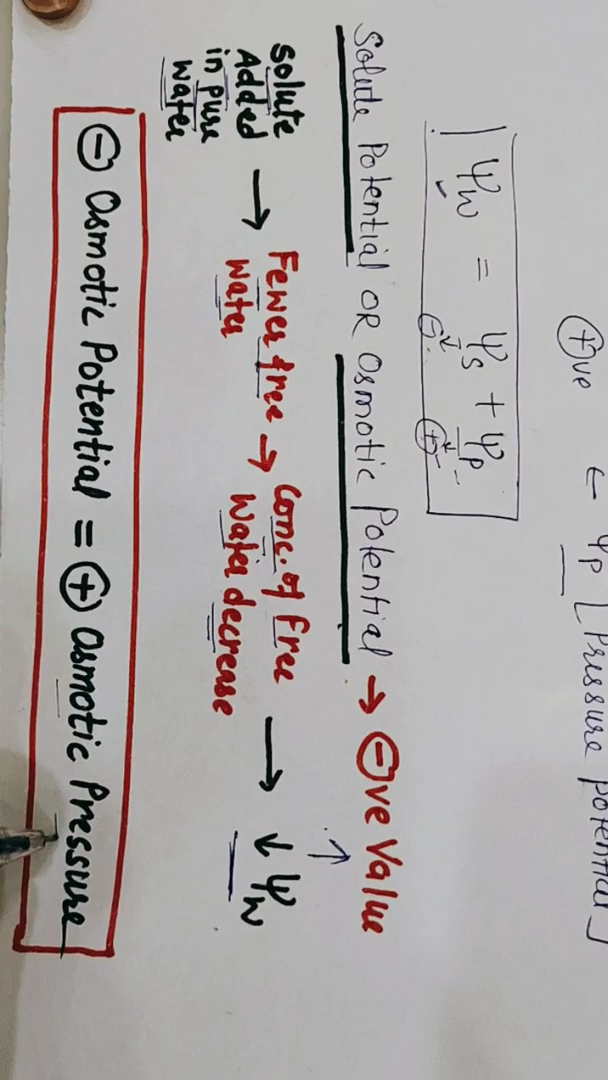 ⊕ve ← Ψp [Pressure potential]
Ψw = Ψs + Ψp
⊖ ⊕
Solute Potential OR Osmotic Potential → ⊖ve Value
↑
Solute Added in pure water → Fewer free water → Conc. of free water decrease → ↓ Ψw
⊖ Osmotic Potential = ⊕ Osmotic Pressure